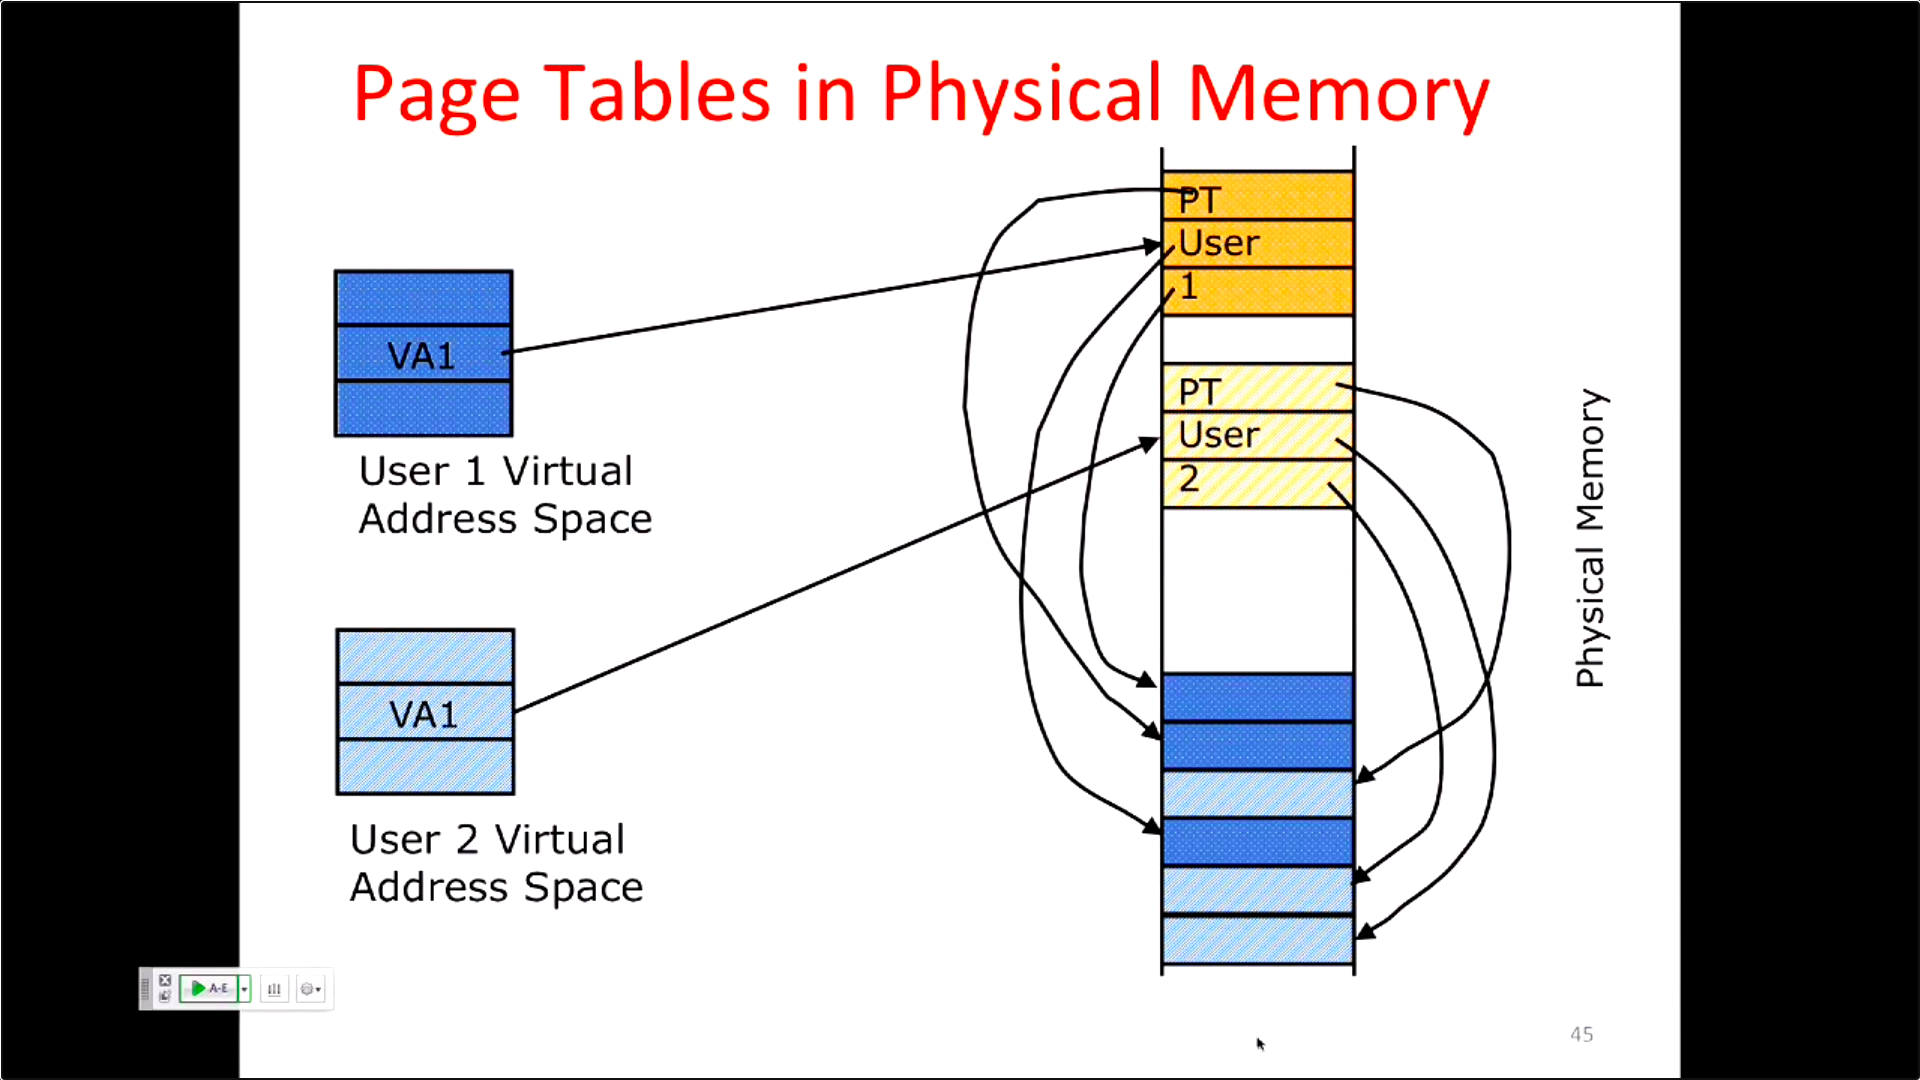 Page Tables in Physical Memory
PT
User
1
VA1
User 1 Virtual
Address Space
PT
User
2
Physical Memory
VA1
User 2 Virtual
Address Space
A-E
45